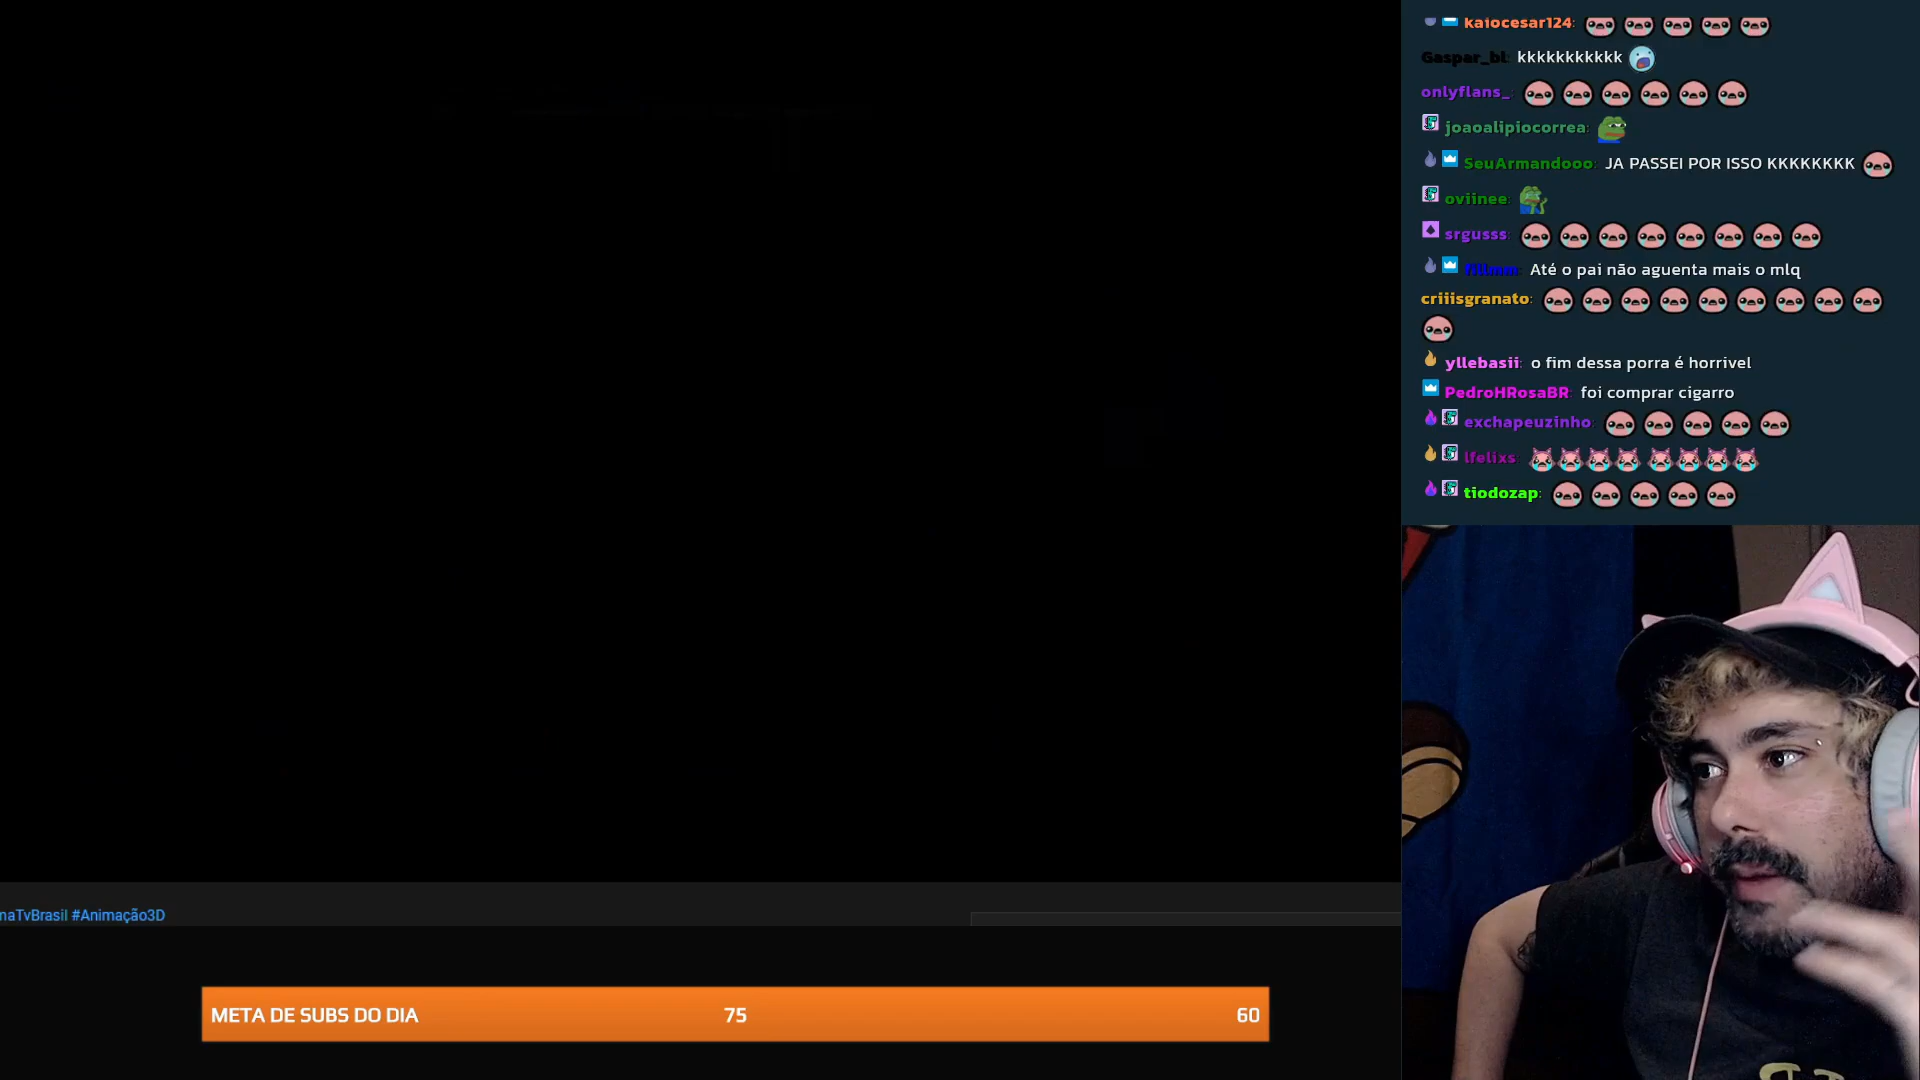 kaiocesar124:
Gaspar_bl: kkkkkkkkkkk
onlyflans_:
joaoalipiocorrea:
SeuArmandooo: JA PASSEI POR ISSO KKKKKKKK
oviinee:
srgusss:
fillmm: Até o pai não aguenta mais o mlq
criiisgranato:
yllebasii: o fim dessa porra é horrivel
PedroHRosaBR: foi comprar cigarro
exchapeuzinho:
lfelixs:
tiodozap:
maTvBrasil #Animação3D
META DE SUBS DO DIA 75 60